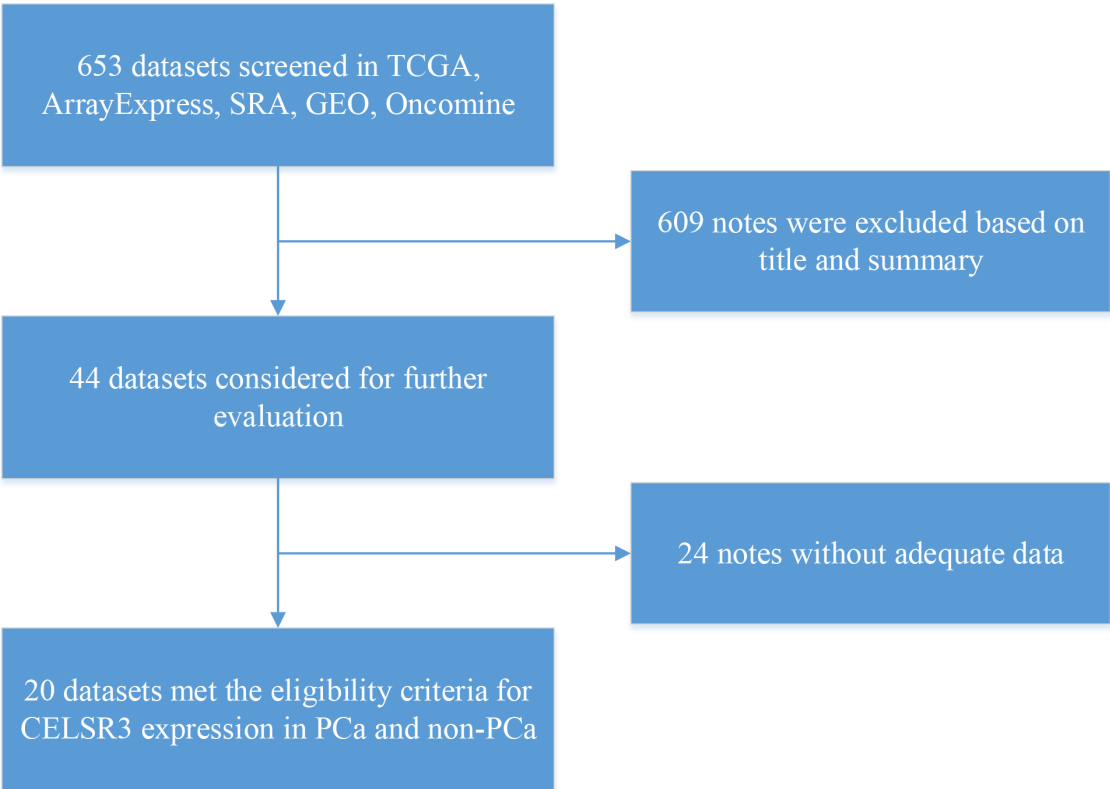 653 datasets screened in TCGA,
ArrayExpress, SRA, GEO, Oncomine
609 notes were excluded based on
title and summary
44 datasets considered for further
evaluation
24 notes without adequate data
20 datasets met the eligibility criteria for
CELSR3 expression in PCa and non-PCa